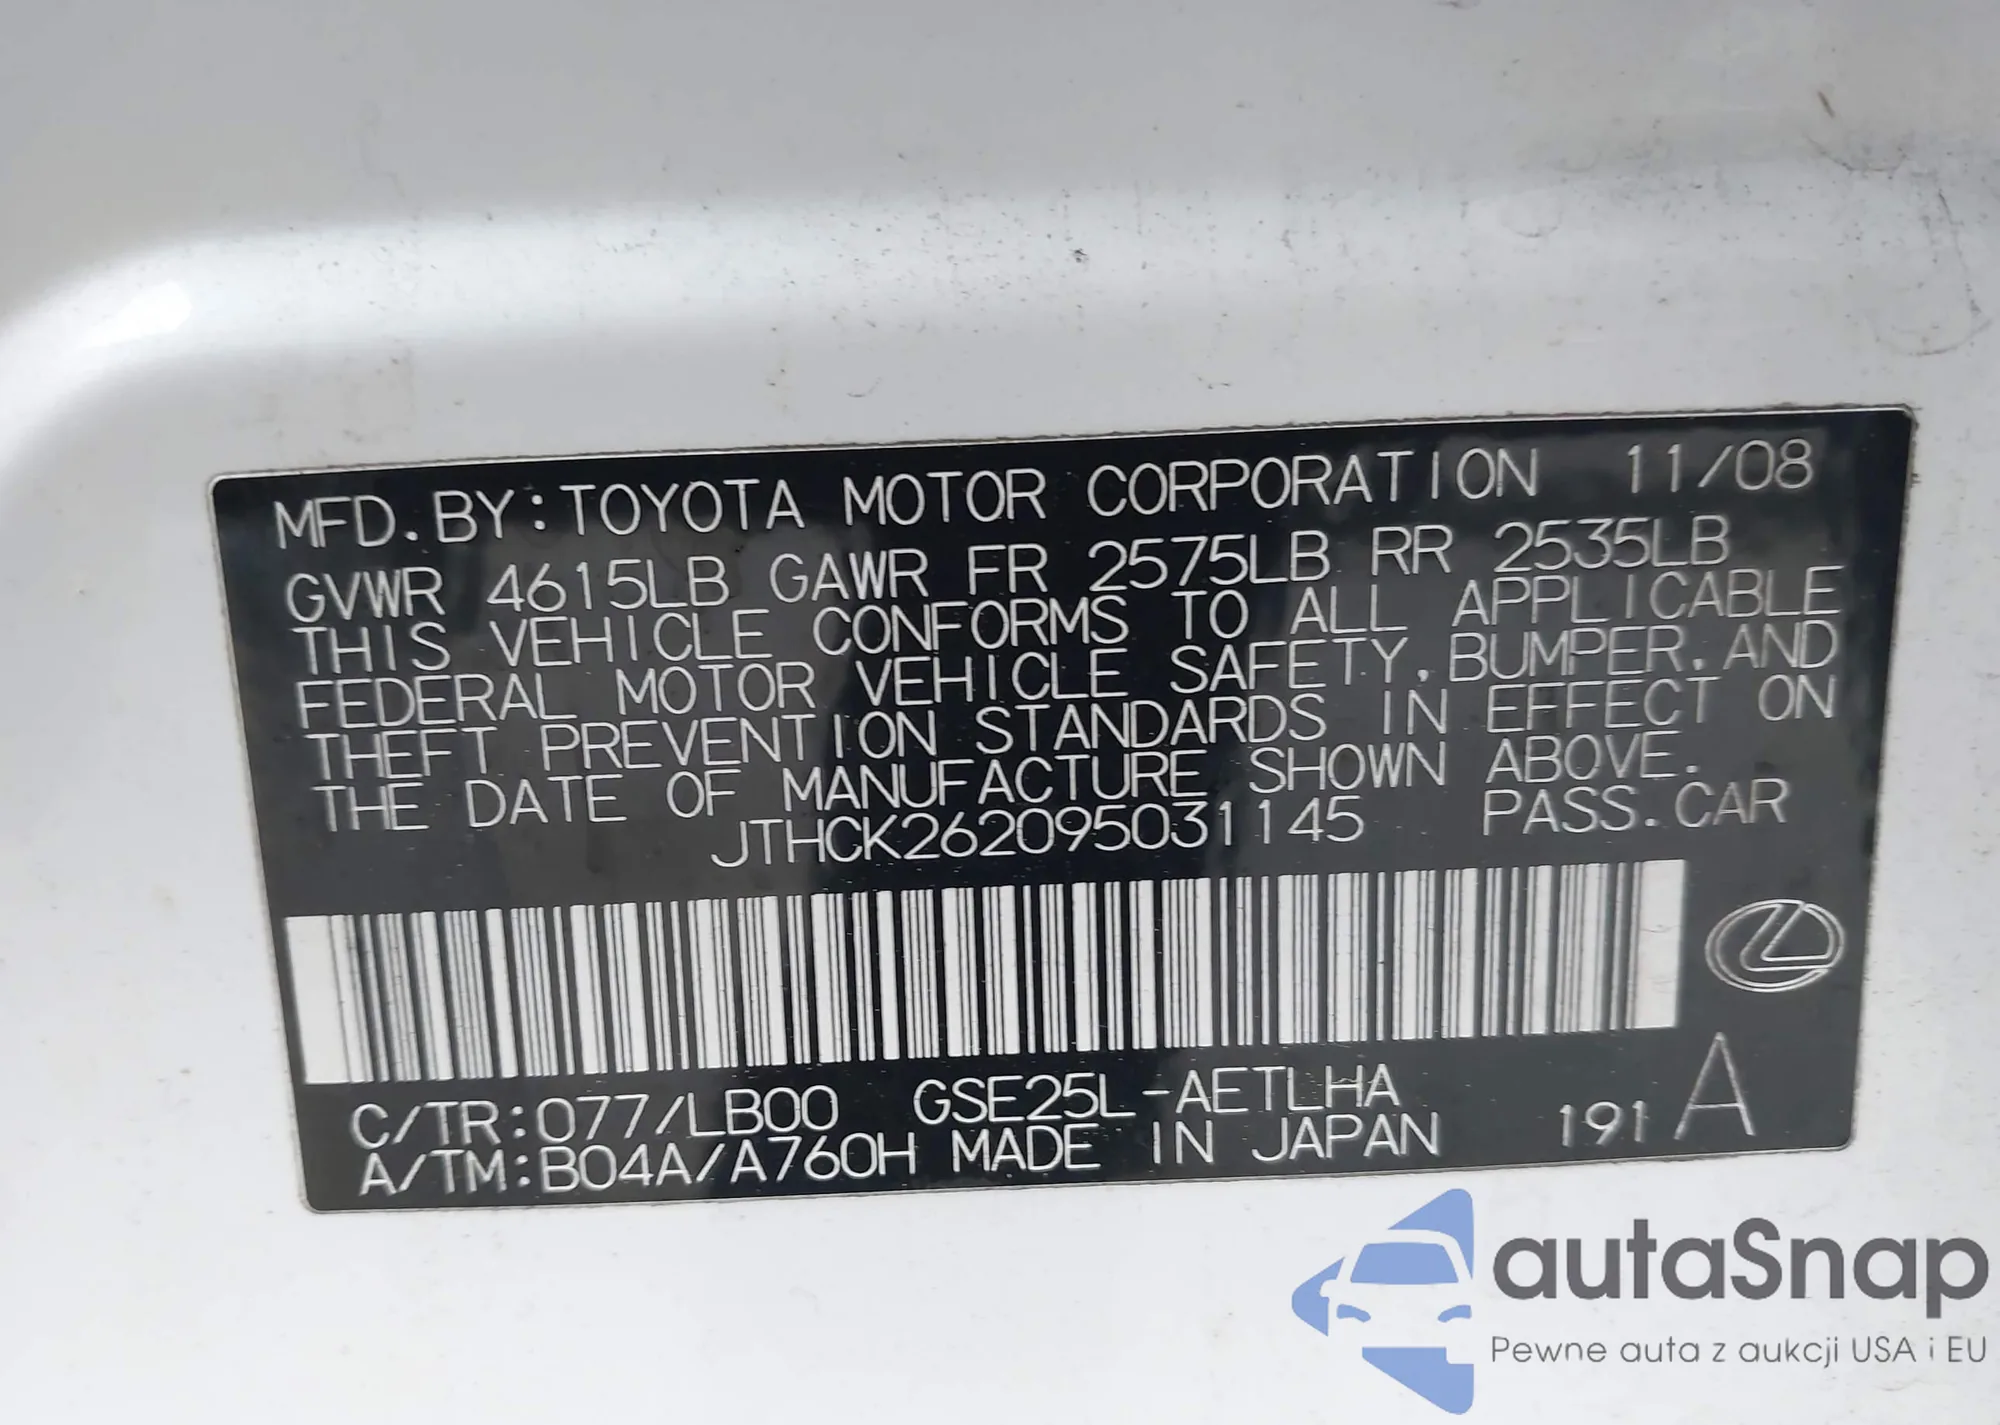 MFD. BY: TOYOTA MOTOR CORPORATION 11/08
GVWR 4615LB GAWR FR 2575LB RR 2535LB
THIS VEHICLE CONFORMS TO ALL APPLICABLE
FEDERAL MOTOR VEHICLE SAFETY, BUMPER, AND
THEFT PREVENTION STANDARDS IN EFFECT ON
THE DATE OF MANUFACTURE SHOWN ABOVE.
JTHCK262095031145 PASS. CAR
C/TR: 077/LB00 GSE25L-AETLHA
A/TM: B04A/A760H MADE IN JAPAN 191 A
autaSnap
Pewne auta z aukcji USA i EU